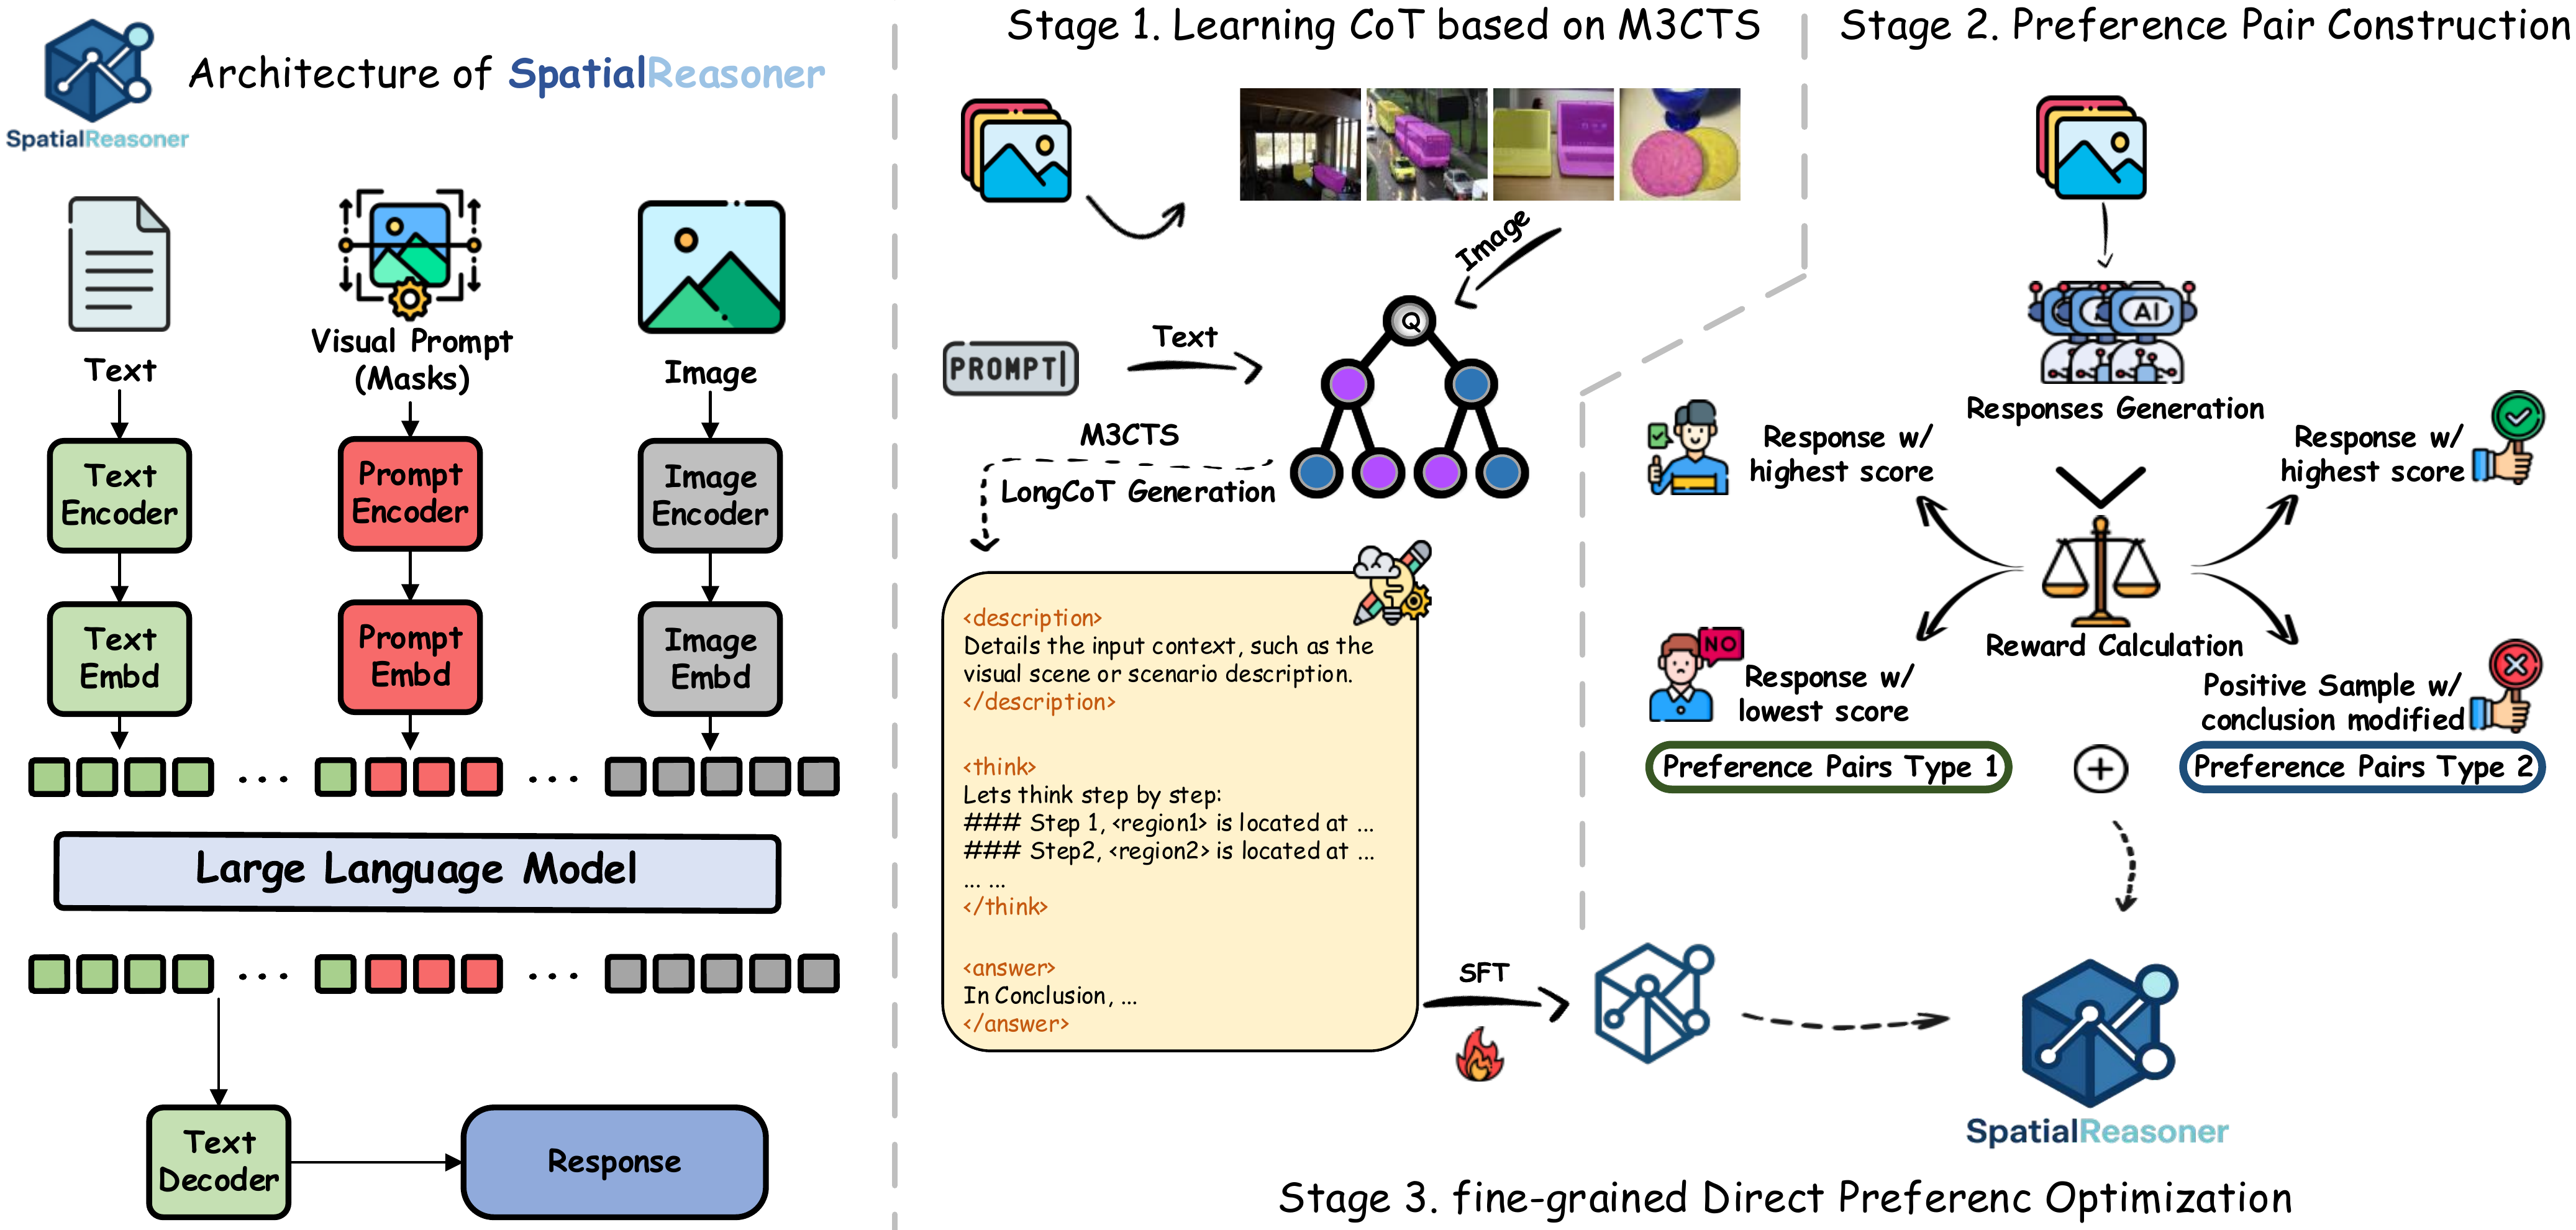 Architecture of SpatialReasoner
SpatialReasoner
Text
Visual Prompt
(Masks)
Image
Text
Encoder
Prompt
Encoder
Image
Encoder
Text
Embd
Prompt
Embd
Image
Embd
...
...
Large Language Model
...
...
Text
Decoder
Response
Stage 1. Learning CoT based on M3CTS
Image
PROMPT|
Text
Q
M3CTS
LongCoT Generation
<description>
Details the input context, such as the
visual scene or scenario description.
</description>
<think>
Lets think step by step:
### Step 1, <region1> is located at ...
### Step2, <region2> is located at ...
... ...
</think>
<answer>
In Conclusion, ...
</answer>
SFT
Stage 2. Preference Pair Construction
AI
Responses Generation
Response w/
highest score
Response w/
highest score
Reward Calculation
NO
Response w/
lowest score
Positive Sample w/
conclusion modified
Preference Pairs Type 1
Preference Pairs Type 2
SpatialReasoner
Stage 3. fine-grained Direct Preferenc Optimization